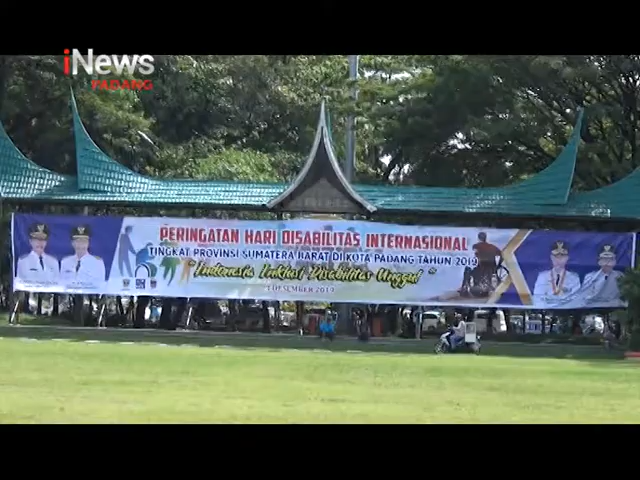 iNews
PADANG
PERINGATAN HARI DISABILITAS INTERNASIONAL
TINGKAT PROVINSI SUMATERA BARAT DI KOTA PADANG TAHUN 2019
"Indonesia Inklusi Disabilitas Unggul"
DESEMBER 2019